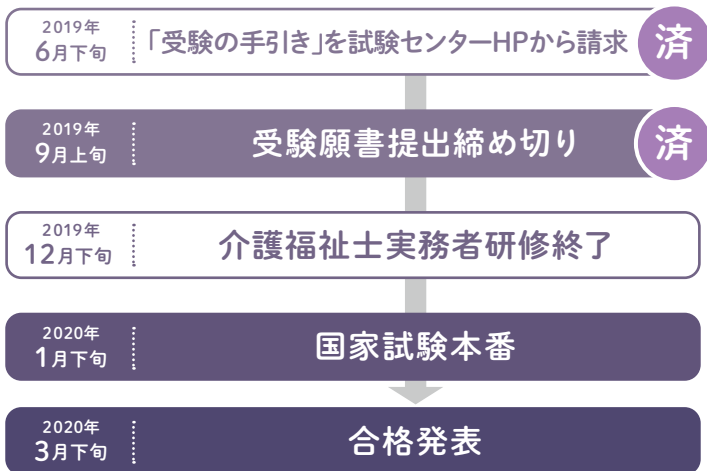 2019年
6月下旬
「受験の手引き」を試験センターHPから請求
済
2019年
9月上旬
受験願書提出締め切り
済
2019年
12月下旬
介護福祉士実務者研修終了
2020年
1月下旬
国家試験本番
2020年
3月下旬
合格発表